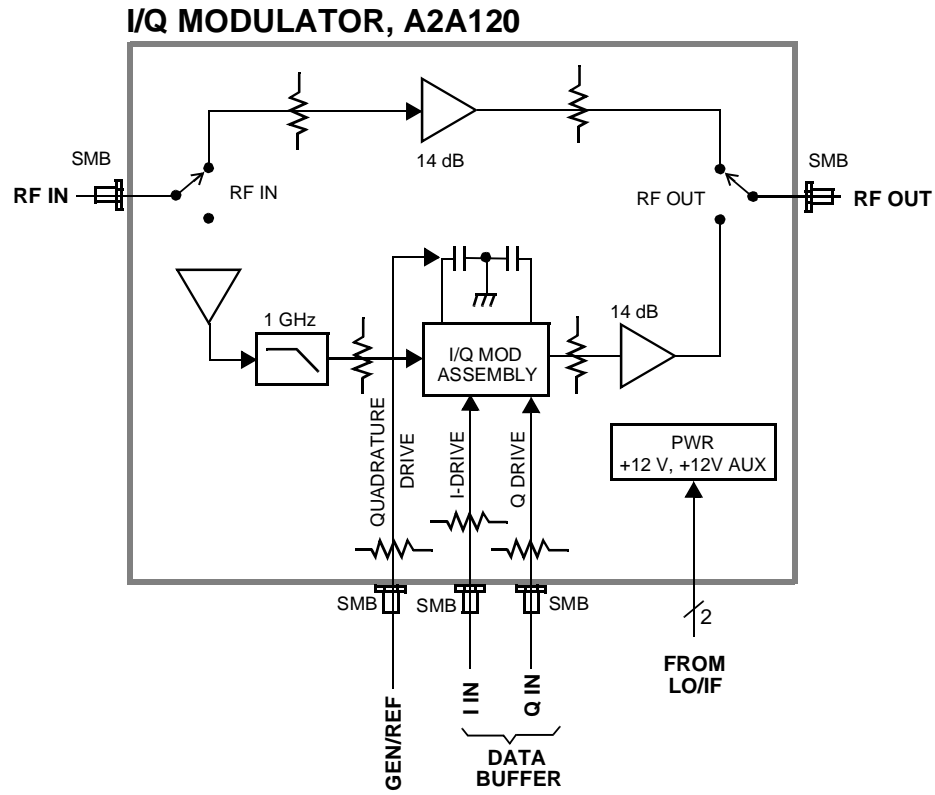 I/Q MODULATOR, A2A120
14 dB
SMB
RF IN
RF IN
RF OUT
SMB
RF OUT
1 GHz
I/Q MOD
ASSEMBLY
14 dB
QUADRATURE
DRIVE
I-DRIVE
Q DRIVE
PWR
+12 V, +12V AUX
SMB
SMB
SMB
2
FROM
LO/IF
GEN/REF
I IN
Q IN
DATA
BUFFER